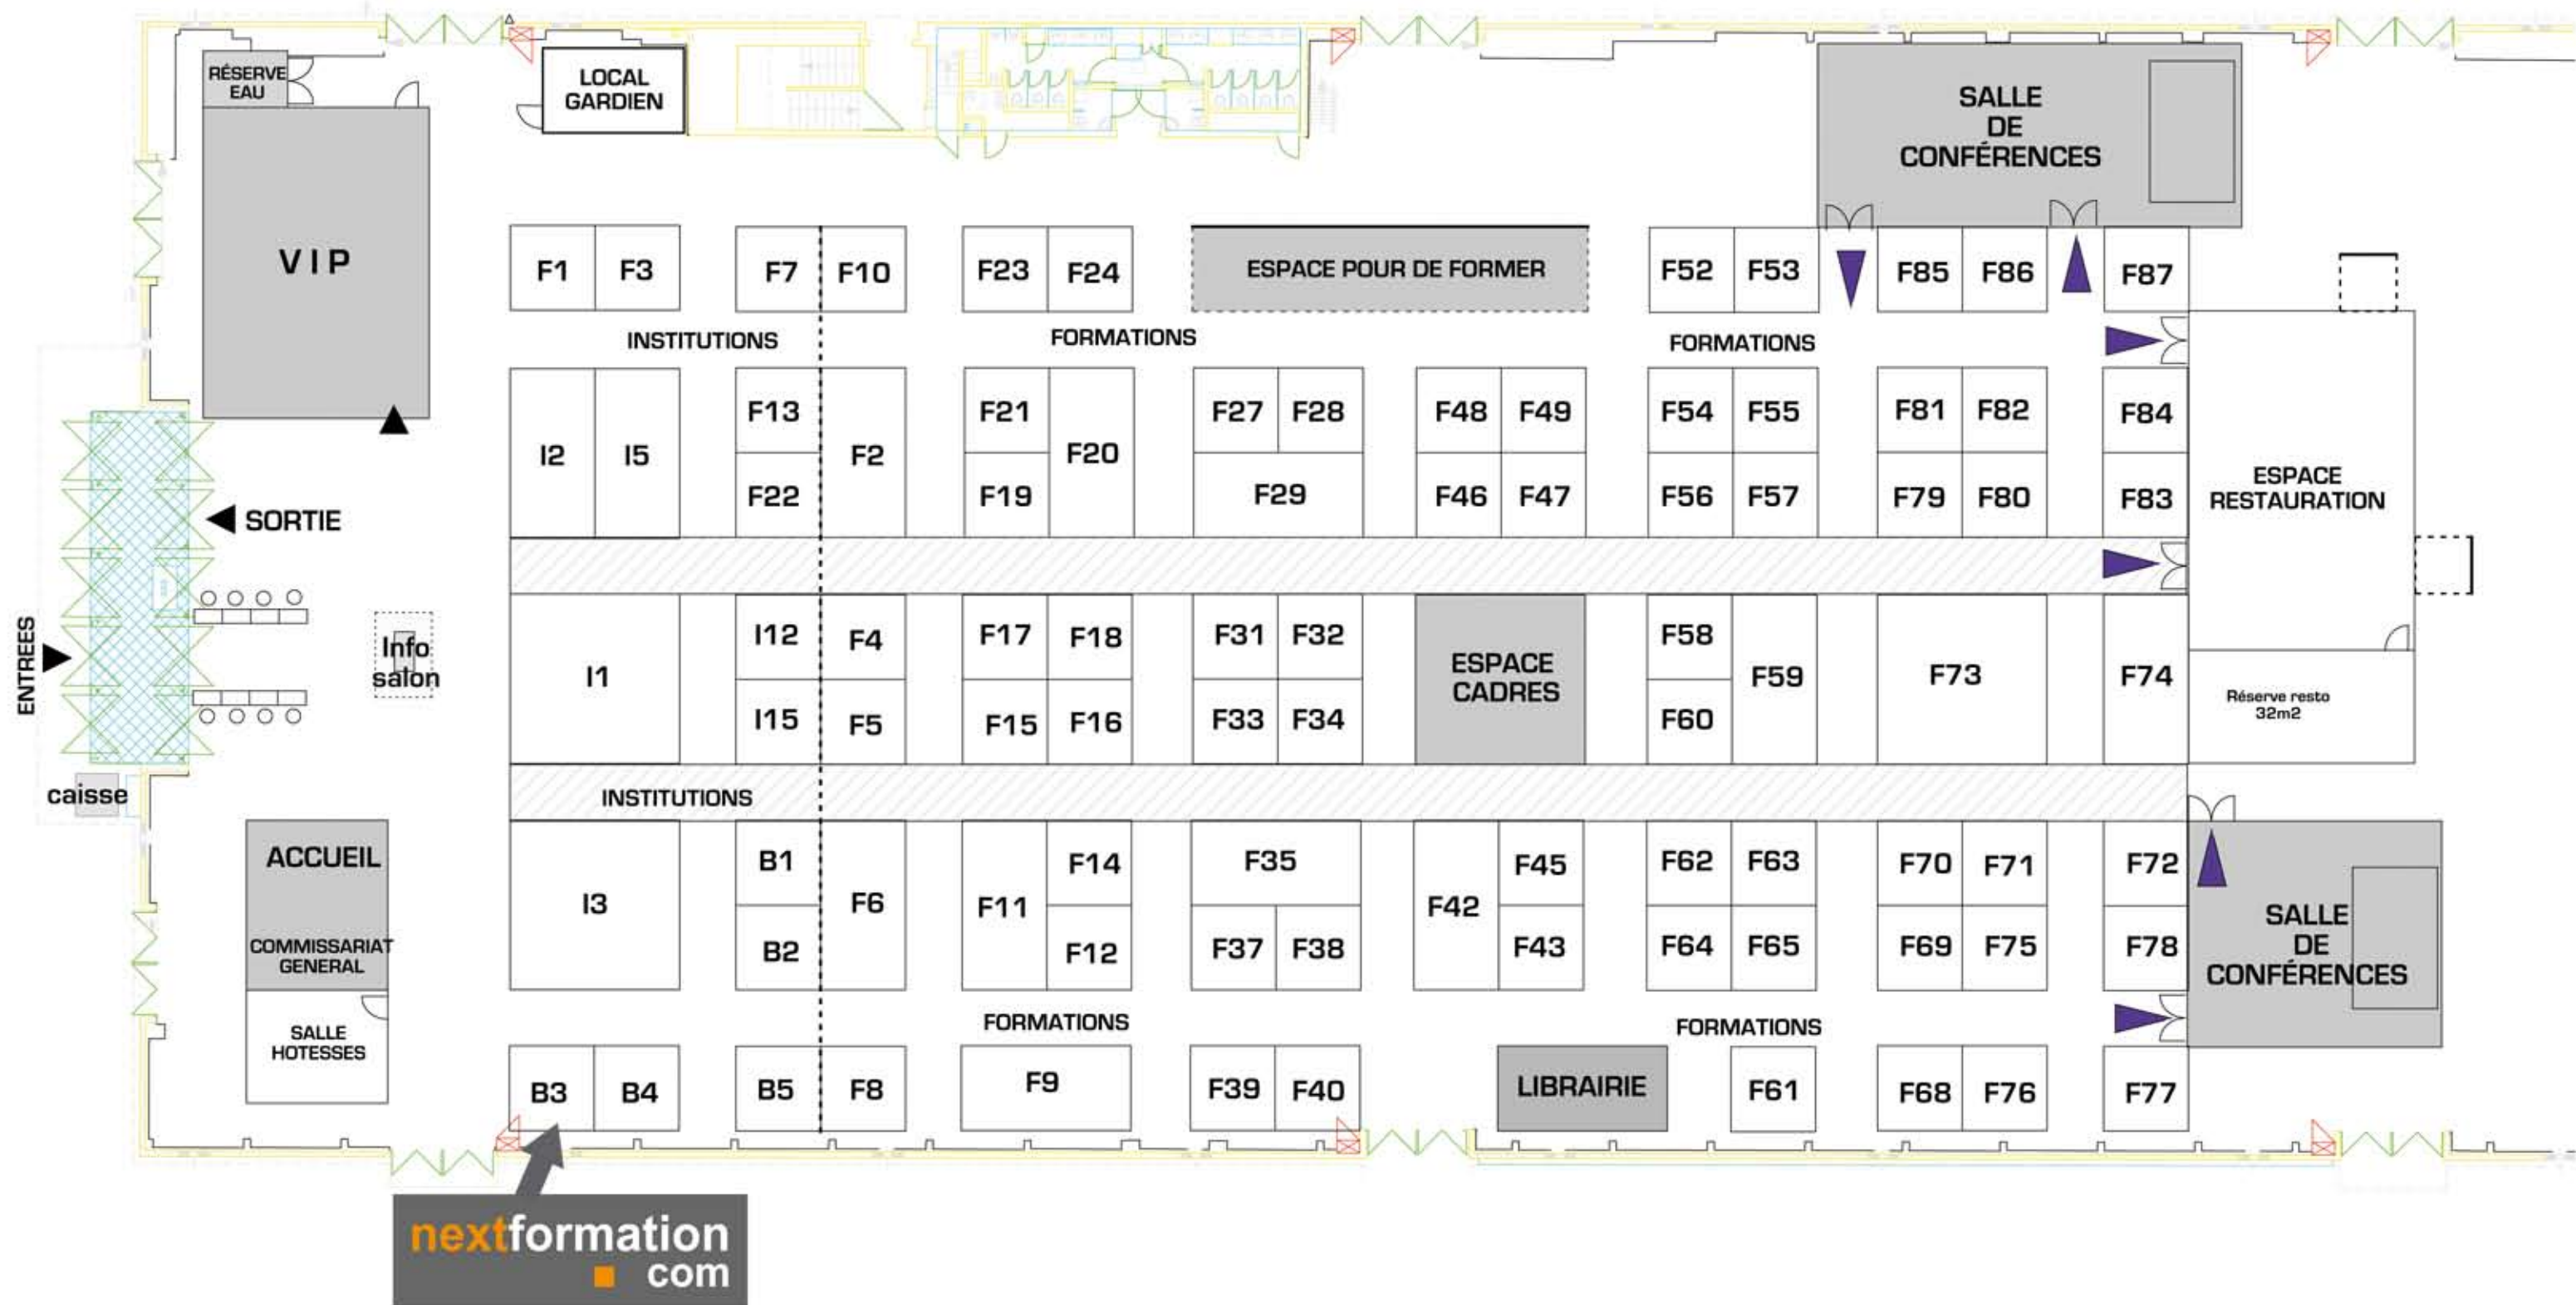 RÉSERVE
EAU
LOCAL
GARDIEN
SALLE
DE
CONFÉRENCES
VIP
F1 F3 F7 F10 F23 F24 ESPACE POUR DE FORMER F52 F53 F85 F86 F87
INSTITUTIONS FORMATIONS FORMATIONS
I2 I5 F13 F2 F21 F20 F27 F28 F48 F49 F54 F55 F81 F82 F84
F22 F19 F29 F46 F47 F56 F57 F79 F80 F83
ESPACE
RESTAURATION
SORTIE
ENTREES
Info
salon
I1 I12 F4 F17 F18 F31 F32 ESPACE
CADRES F58 F59 F73 F74
I15 F5 F15 F16 F33 F34 F60
Réserve resto
32m2
caisse
INSTITUTIONS
ACCUEIL
COMMISSARIAT
GENERAL
SALLE
HOTESSES
I3 B1 F6 F11 F14 F35 F42 F45 F62 F63 F70 F71 F72
B2 F12 F37 F38 F43 F64 F65 F69 F75 F78
SALLE
DE
CONFÉRENCES
FORMATIONS FORMATIONS
B3 B4 B5 F8 F9 F39 F40 LIBRAIRIE F61 F68 F76 F77
nextformation
com